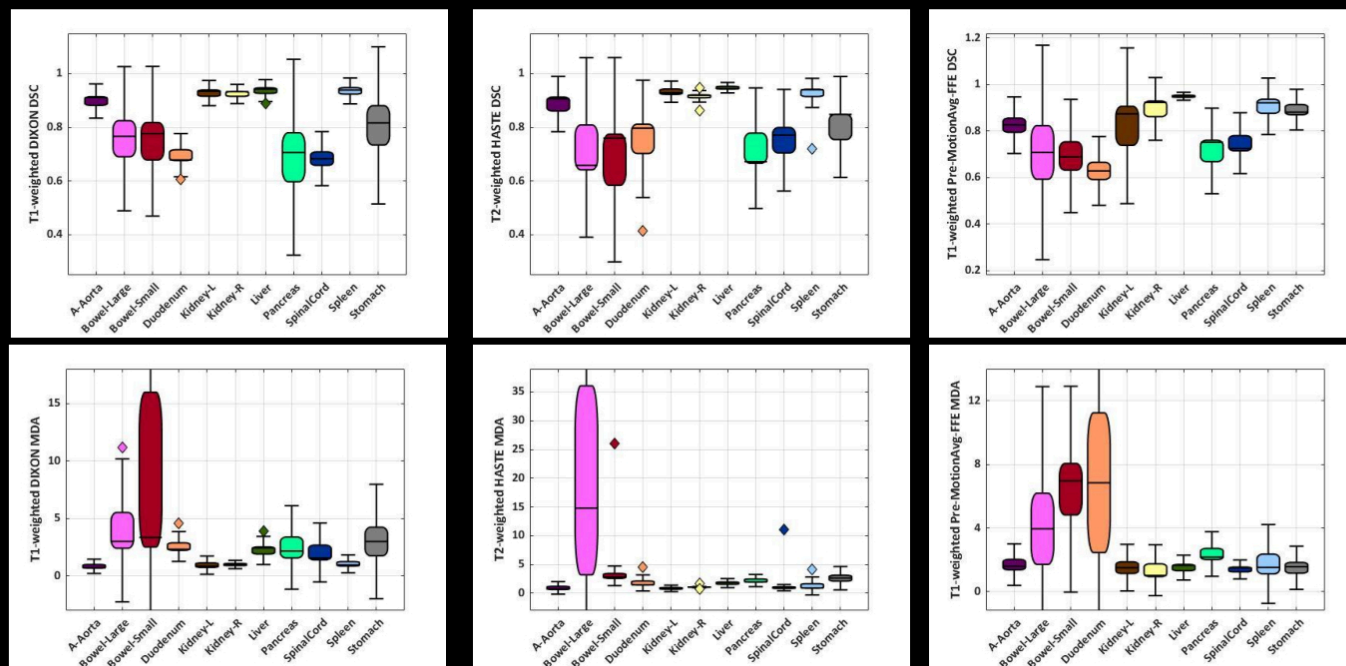 T1-weighted DIXON DSC
1
0.8
0.6
0.4
A-Aorta
Bowel-Large
Bowel-Small
Duodenum
Kidney-L
Kidney-R
Liver
Pancreas
SpinalCord
Spleen
Stomach
T2-weighted HASTE DSC
1
0.8
0.6
0.4
A-Aorta
Bowel-Large
Bowel-Small
Duodenum
Kidney-L
Kidney-R
Liver
Pancreas
SpinalCord
Spleen
Stomach
T1-weighted Pre-MotionAvg-FFE DSC
1.2
1
0.8
0.6
0.4
0.2
A-Aorta
Bowel-Large
Bowel-Small
Duodenum
Kidney-L
Kidney-R
Liver
Pancreas
SpinalCord
Spleen
Stomach
T1-weighted DIXON MDA
15
10
5
0
A-Aorta
Bowel-Large
Bowel-Small
Duodenum
Kidney-L
Kidney-R
Liver
Pancreas
SpinalCord
Spleen
Stomach
T2-weighted HASTE MDA
35
30
25
20
15
10
5
0
A-Aorta
Bowel-Large
Bowel-Small
Duodenum
Kidney-L
Kidney-R
Liver
Pancreas
SpinalCord
Spleen
Stomach
T1-weighted Pre-MotionAvg-FFE MDA
12
8
4
0
A-Aorta
Bowel-Large
Bowel-Small
Duodenum
Kidney-L
Kidney-R
Liver
Pancreas
SpinalCord
Spleen
Stomach